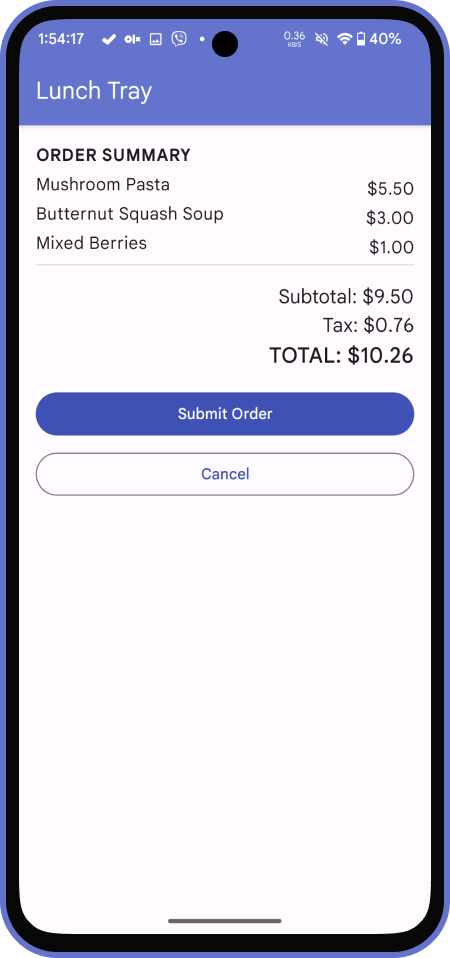 1:54:17 olx 0.36 KB/S 40%
Lunch Tray
ORDER SUMMARY
Mushroom Pasta $5.50
Butternut Squash Soup $3.00
Mixed Berries $1.00
Subtotal: $9.50
Tax: $0.76
TOTAL: $10.26
Submit Order
Cancel